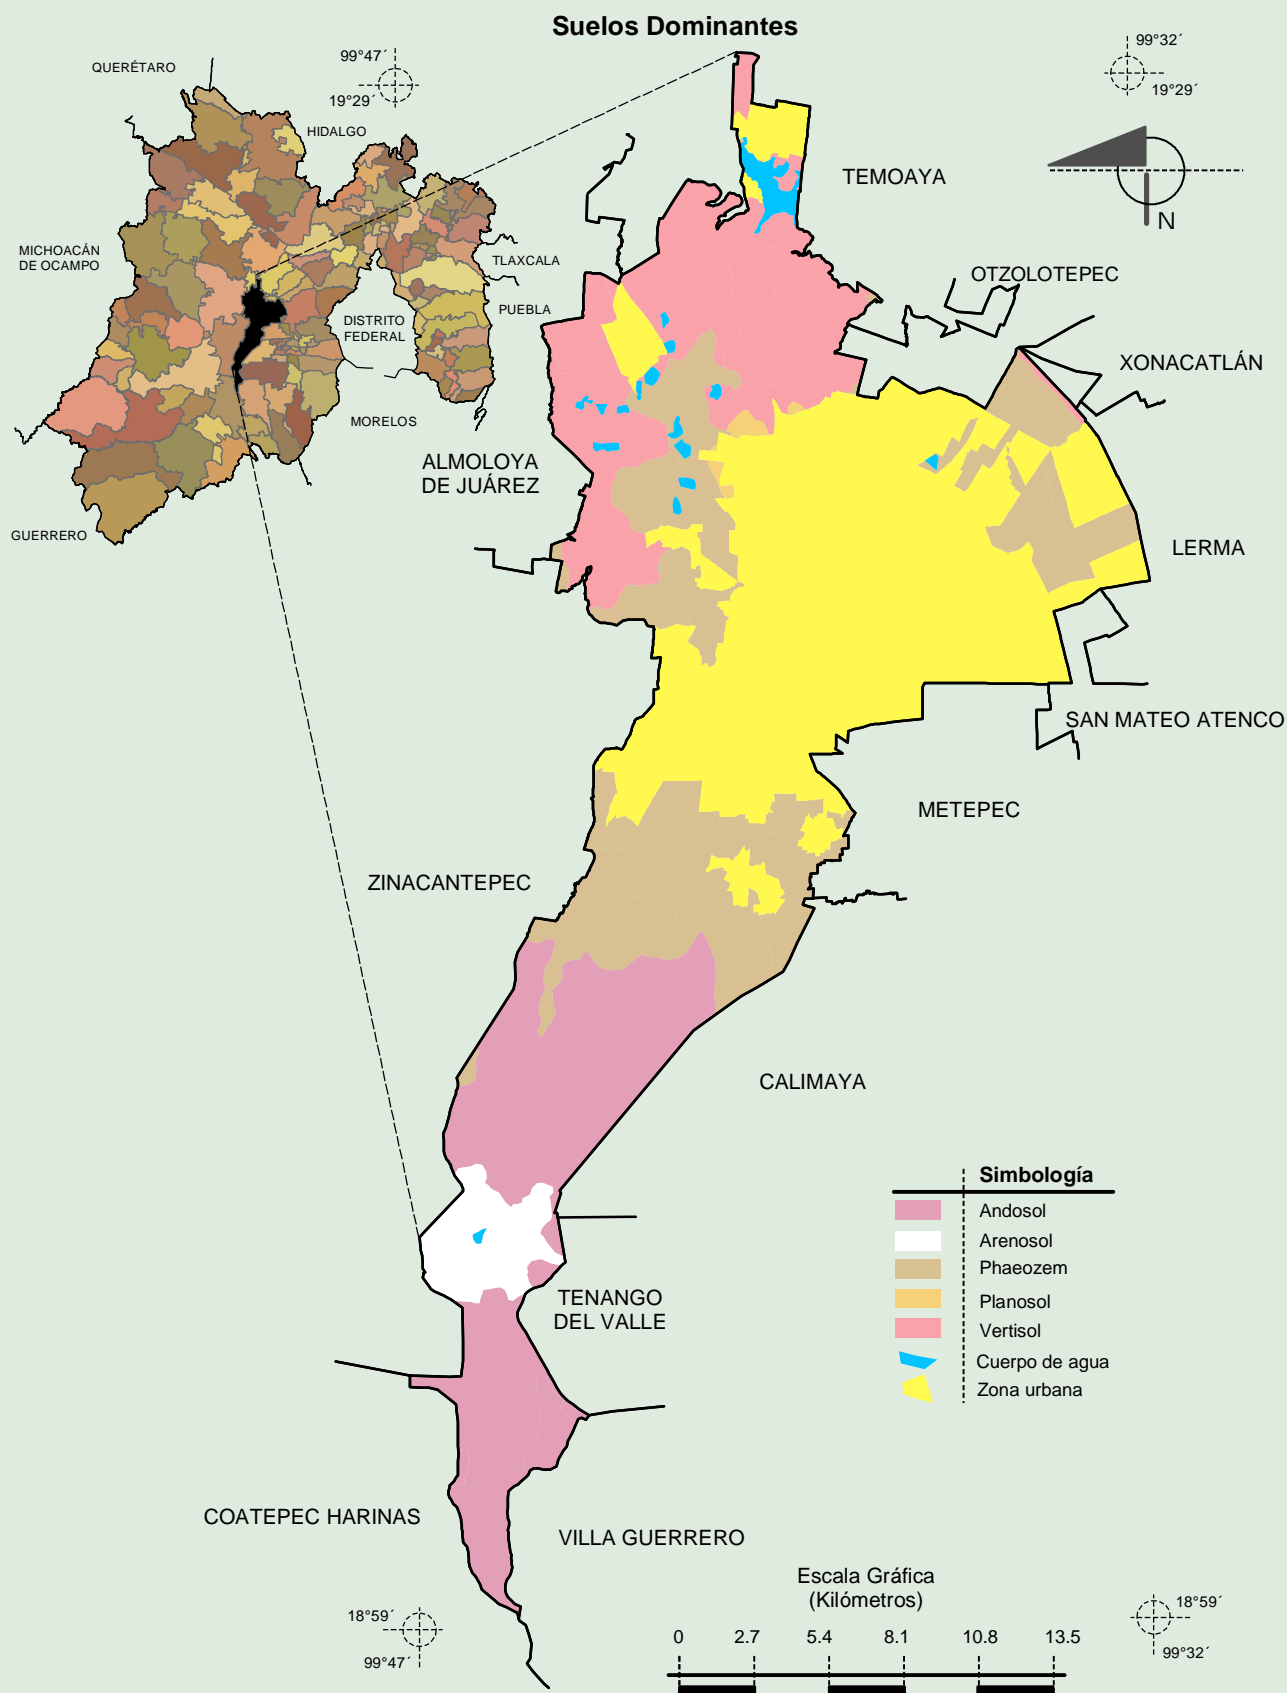 Suelos Dominantes
99°47´
19°29´
99°32´
19°29´
QUERÉTARO
HIDALGO
MICHOACÁN
DE OCAMPO
TLAXCALA
PUEBLA
DISTRITO
FEDERAL
MORELOS
GUERRERO
N
TEMOAYA
OTZOLOTEPEC
XONACATLÁN
ALMOLOYA
DE JUÁREZ
LERMA
SAN MATEO ATENCO
METEPEC
ZINACANTEPEC
CALIMAYA
TENANGO
DEL VALLE
COATEPEC HARINAS
VILLA GUERRERO
Simbología
Andosol
Arenosol
Phaeozem
Planosol
Vertisol
Cuerpo de agua
Zona urbana
Escala Gráfica
(Kilómetros)
0 2.7 5.4 8.1 10.8 13.5
18°59´
99°47´
18°59´
99°32´